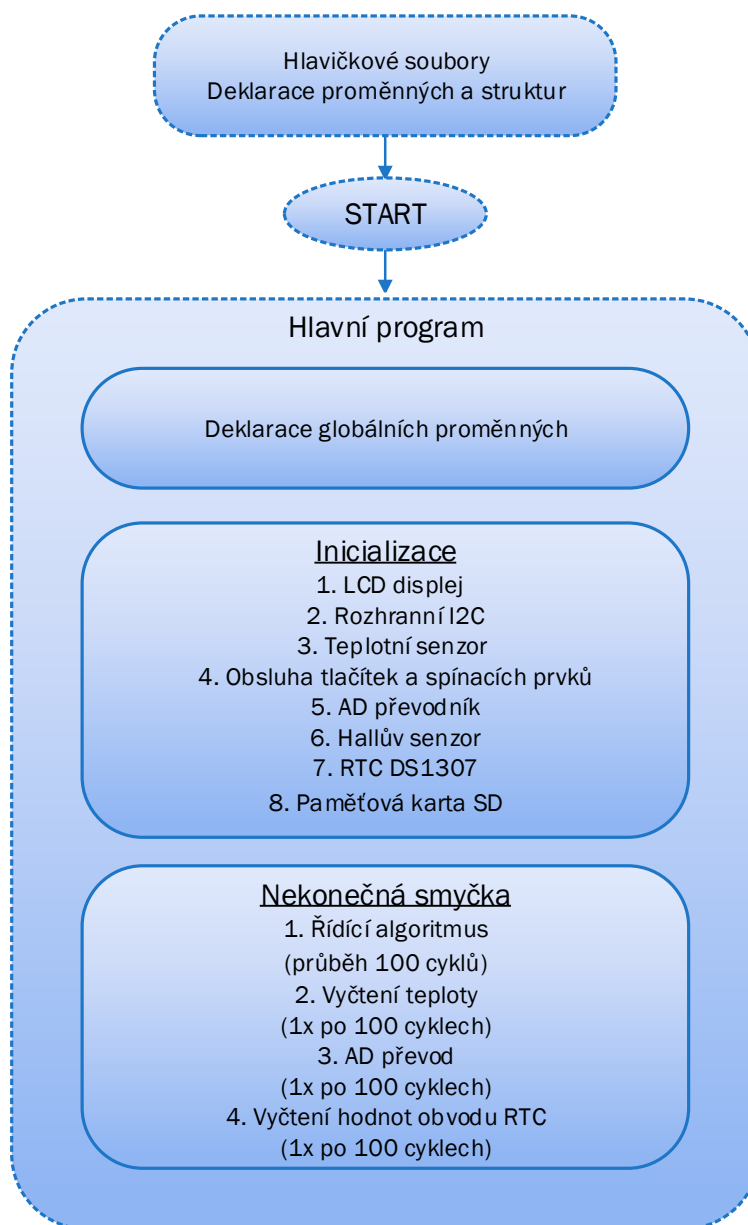 Hlavičkové soubory
Deklarace proměnných a struktur
START
Hlavní program
Deklarace globálních proměnných
Inicializace
1. LCD displej
2. Rozhranní I2C
3. Teplotní senzor
4. Obsluha tlačítek a spínacích prvků
5. AD převodník
6. Hallův senzor
7. RTC DS1307
8. Paměťová karta SD
Nekonečná smyčka
1. Řídící algoritmus
(průběh 100 cyklů)
2. Vyčtení teploty
(1x po 100 cyklech)
3. AD převod
(1x po 100 cyklech)
4. Vyčtení hodnot obvodu RTC
(1x po 100 cyklech)